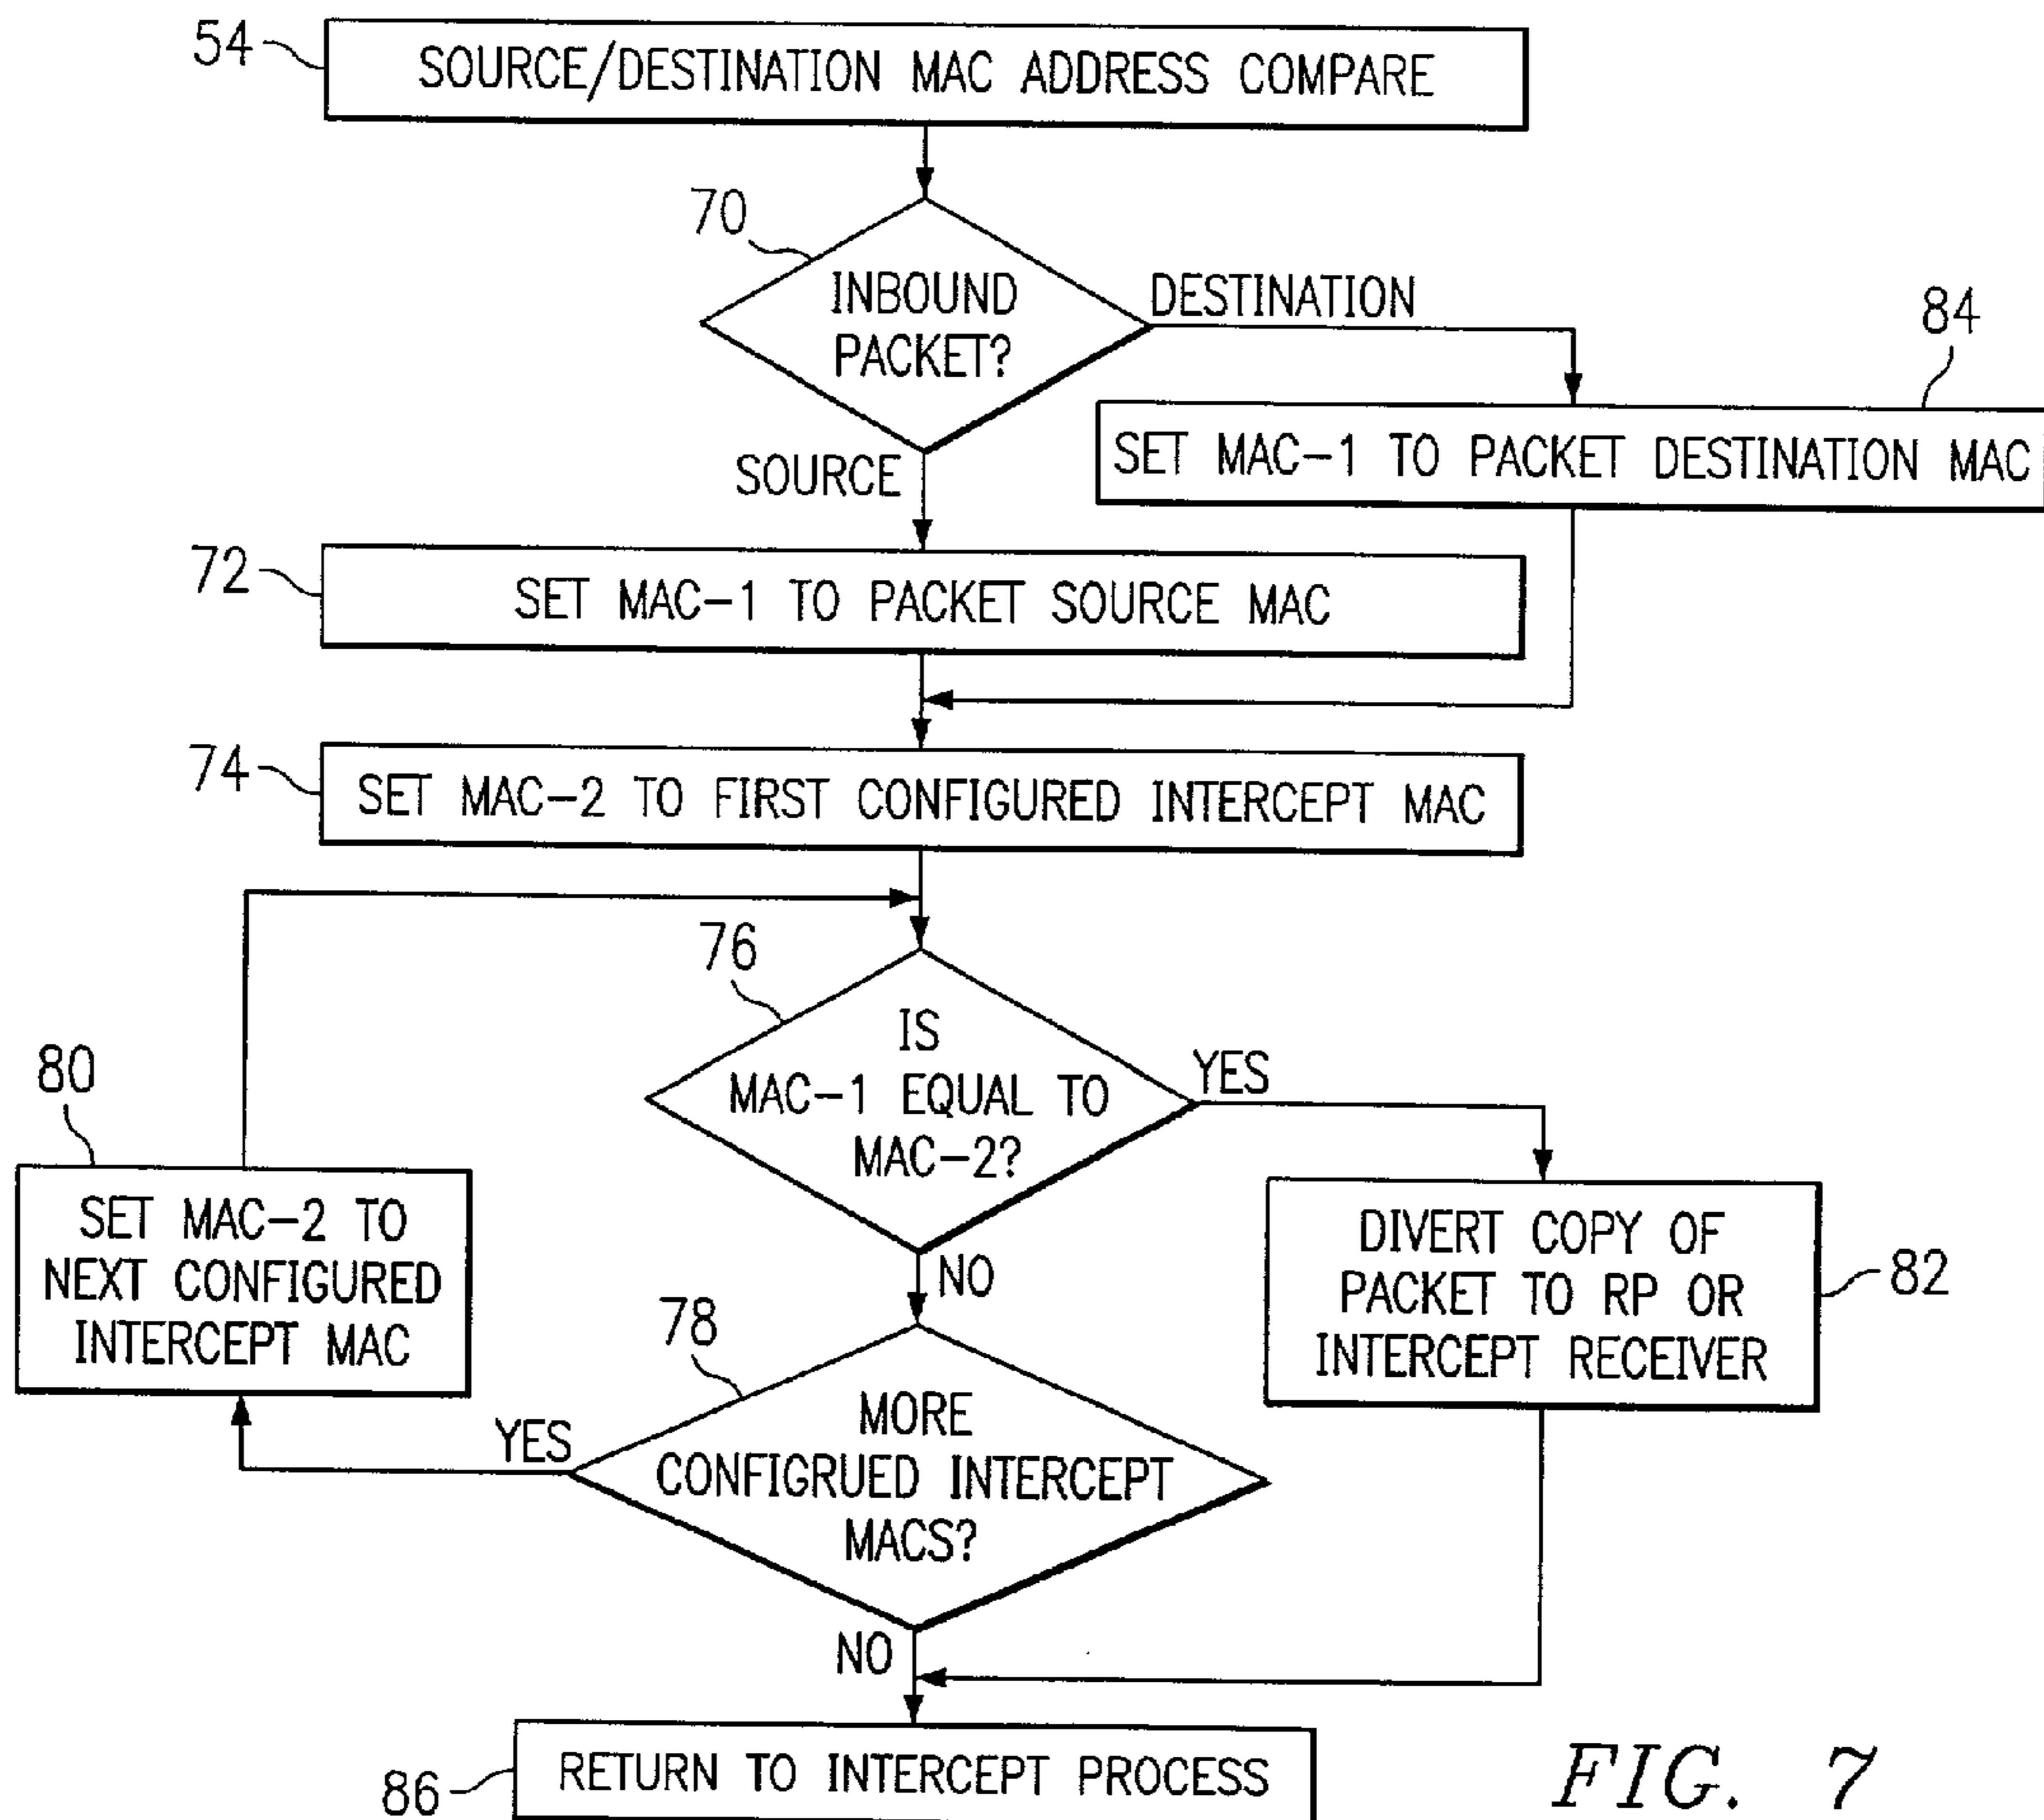 54
SOURCE/DESTINATION MAC ADDRESS COMPARE
70
INBOUND
PACKET?
DESTINATION
84
SET MAC-1 TO PACKET DESTINATION MAC
SOURCE
72
SET MAC-1 TO PACKET SOURCE MAC
74
SET MAC-2 TO FIRST CONFIGURED INTERCEPT MAC
76
IS
MAC-1 EQUAL TO
MAC-2?
YES
80
SET MAC-2 TO
NEXT CONFIGURED
INTERCEPT MAC
NO
DIVERT COPY OF
PACKET TO RP OR
INTERCEPT RECEIVER
82
78
MORE
CONFIGRUED INTERCEPT
MACS?
YES
NO
86
RETURN TO INTERCEPT PROCESS
FIG. 7